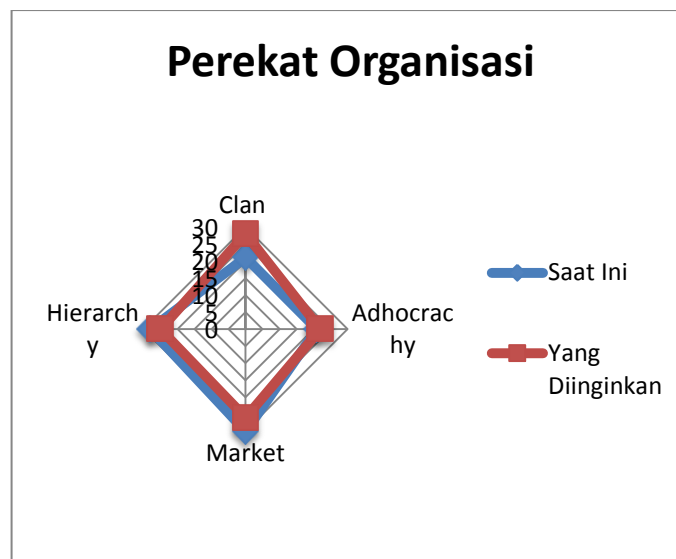 Perekat Organisasi
Clan
30
25
20
15
10
5
0
Hierarch
y
Adhocrac
hy
Market
Saat Ini
Yang
Diinginkan